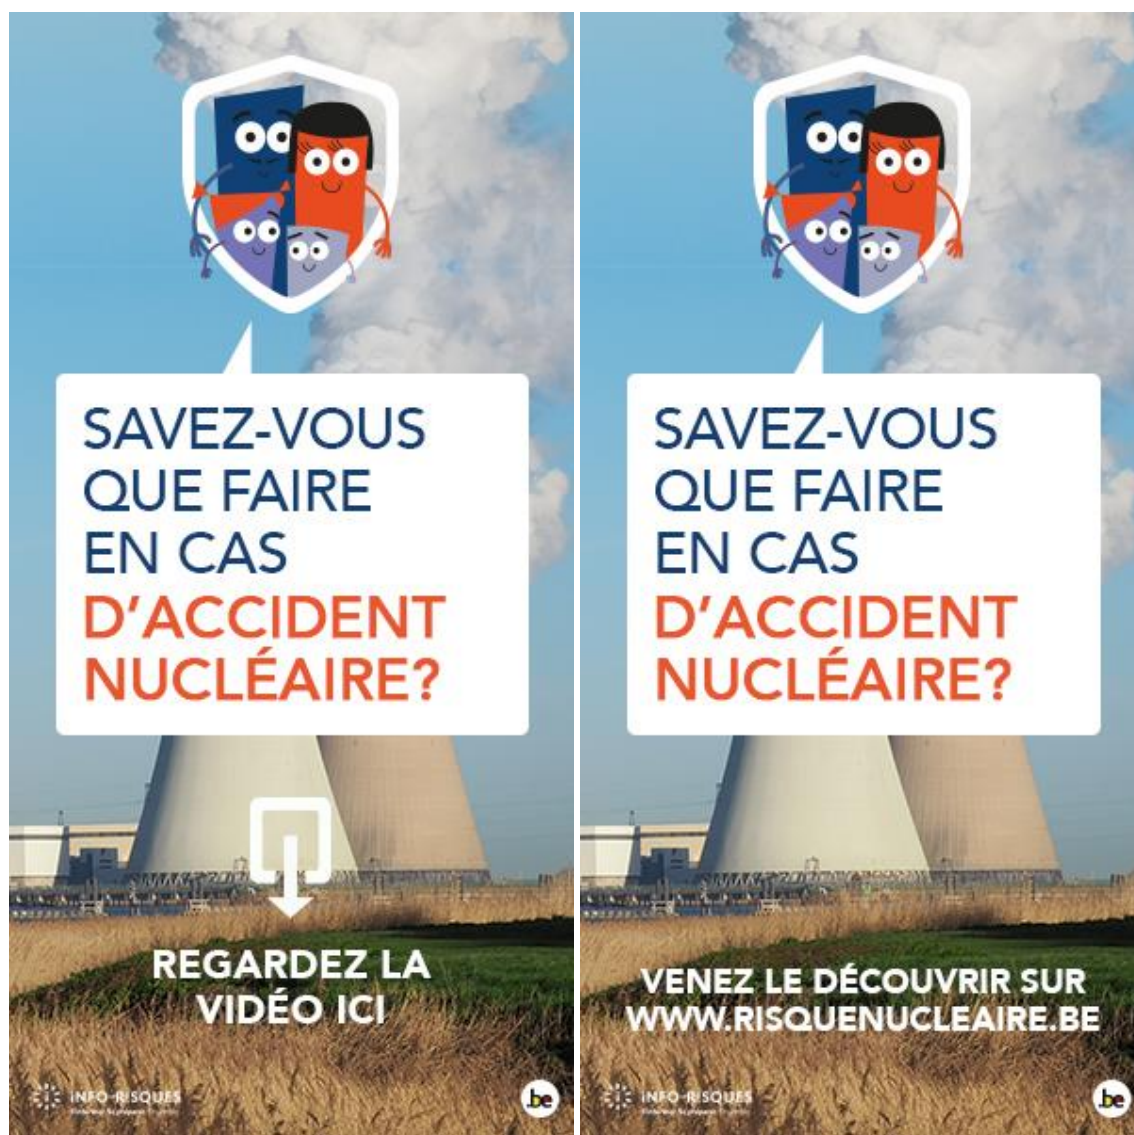 SAVEZ-VOUS
QUE FAIRE
EN CAS
D'ACCIDENT
NUCLÉAIRE?
REGARDEZ LA
VIDÉO ICI
INFO-RISQUES
.be
SAVEZ-VOUS
QUE FAIRE
EN CAS
D'ACCIDENT
NUCLÉAIRE?
VENEZ LE DÉCOUVRIR SUR
WWW.RISQUENUCLEAIRE.BE
INFO-RISQUES
.be